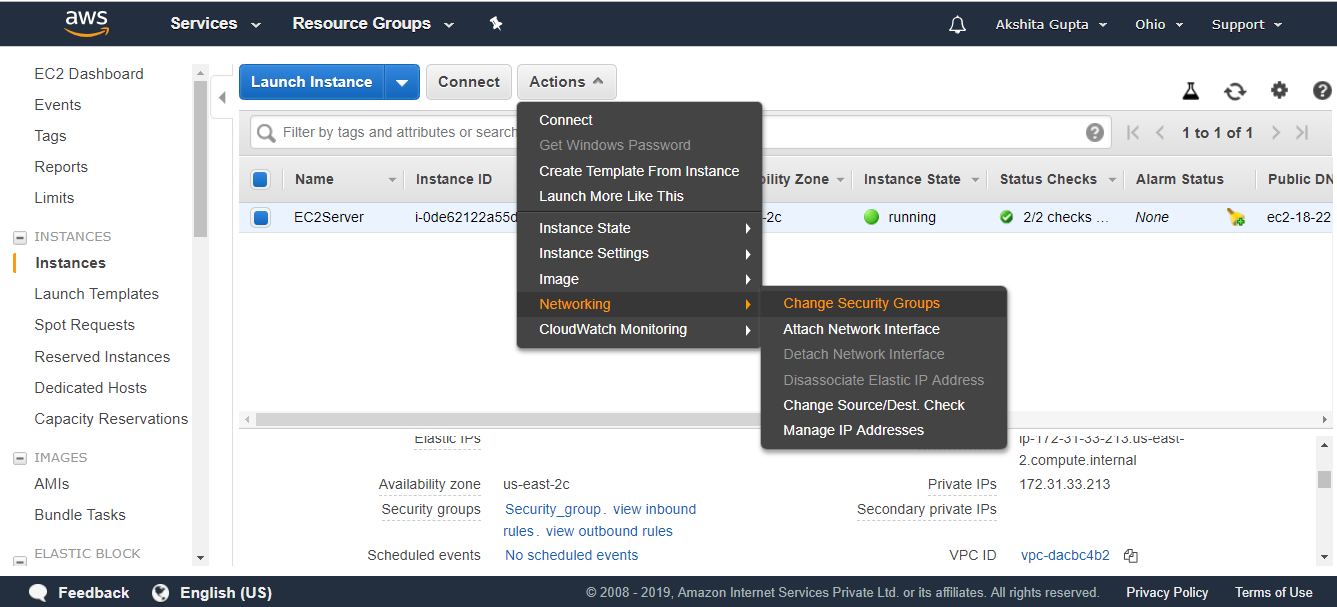 aws Services Resource Groups Akshita Gupta Ohio Support
EC2 Dashboard
Events
Tags
Reports
Limits
INSTANCES
Instances
Launch Templates
Spot Requests
Reserved Instances
Dedicated Hosts
Capacity Reservations
IMAGES
AMIs
Bundle Tasks
ELASTIC BLOCK
Launch Instance Connect Actions
Filter by tags and attributes or search
1 to 1 of 1
Name Instance ID bility Zone Instance State Status Checks Alarm Status Public DN
EC2Server i-0de62122a55d -2c running 2/2 checks ... None ec2-18-22
Connect
Get Windows Password
Create Template From Instance
Launch More Like This
Instance State
Instance Settings
Image
Networking
CloudWatch Monitoring
Change Security Groups
Attach Network Interface
Detach Network Interface
Disassociate Elastic IP Address
Change Source/Dest. Check
Manage IP Addresses
Elastic IPs
Availability zone us-east-2c
Security groups Security_group. view inbound
rules. view outbound rules
Scheduled events No scheduled events
ip-172-31-33-213.us-east-
2.compute.internal
Private IPs 172.31.33.213
Secondary private IPs
VPC ID vpc-dacbc4b2
Feedback English (US) © 2008 - 2019, Amazon Internet Services Private Ltd. or its affiliates. All rights reserved. Privacy Policy Terms of Use